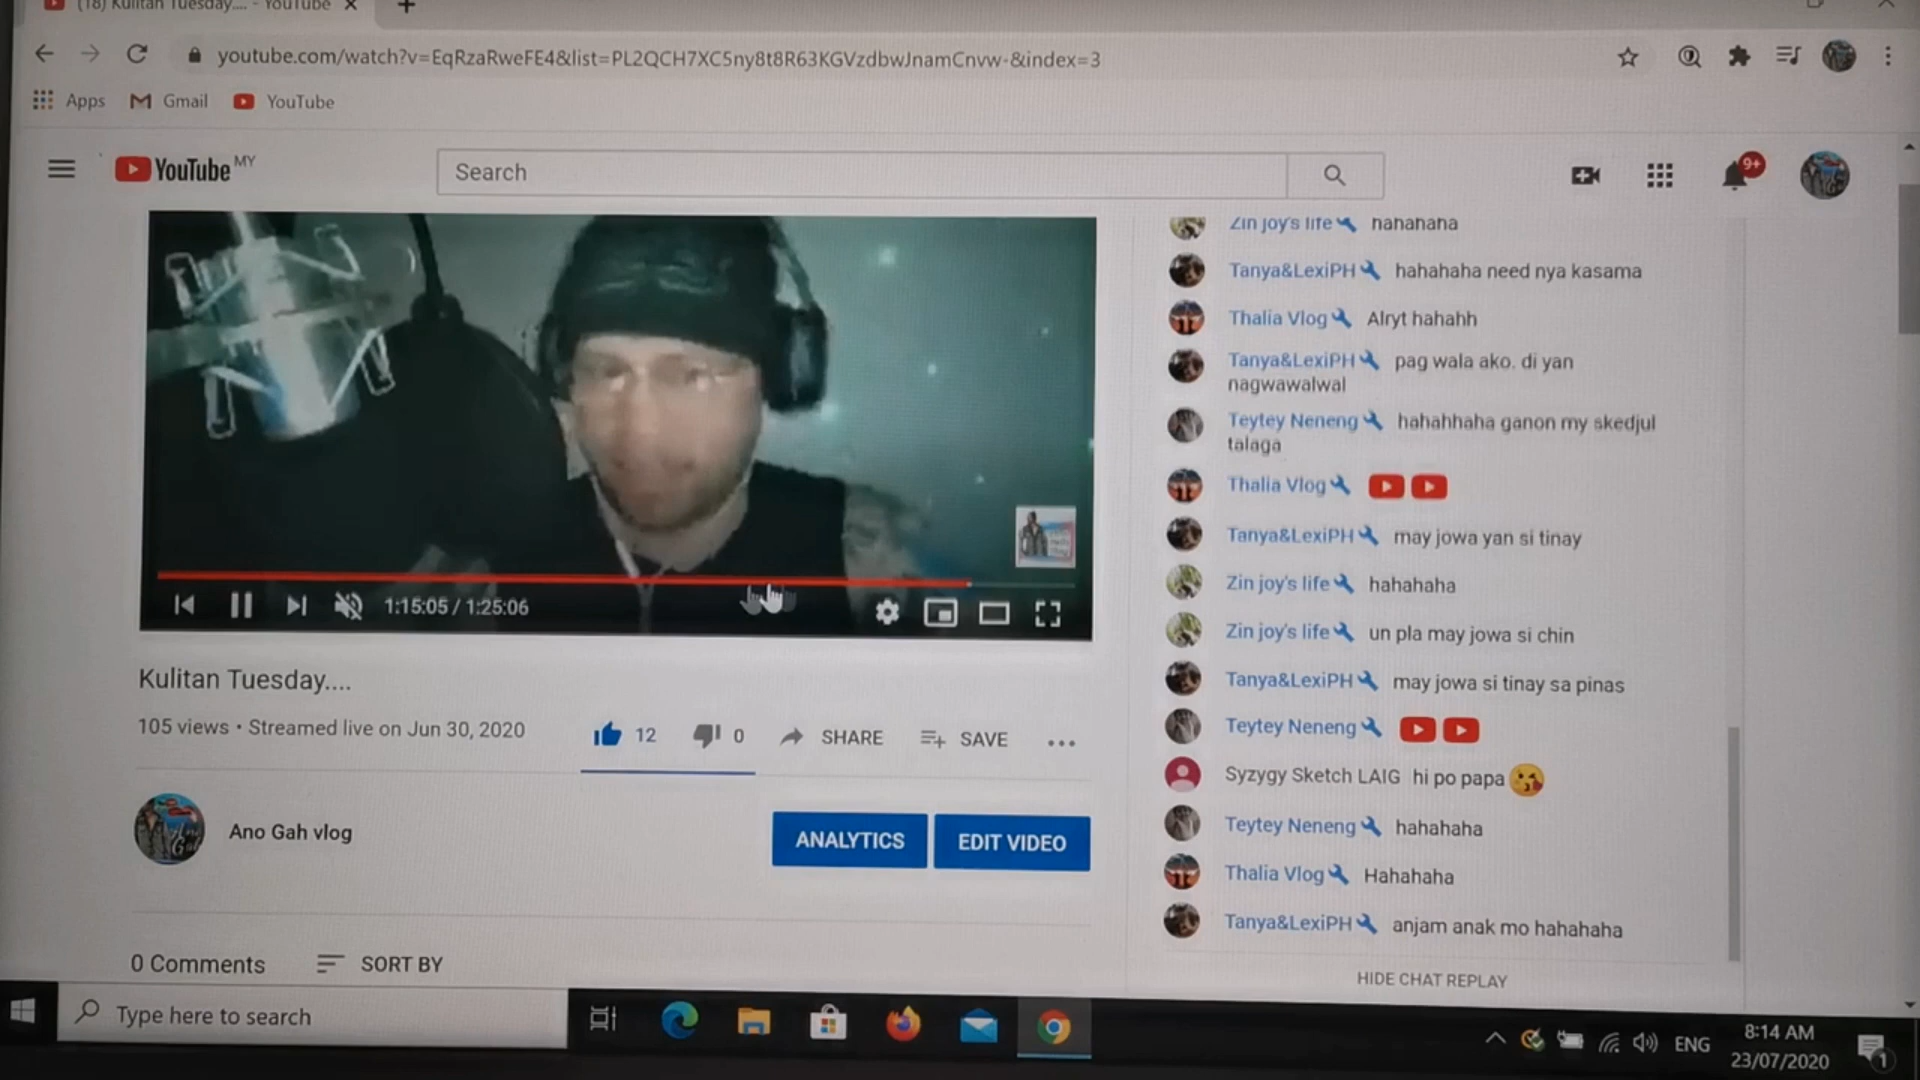 (18) Kulitan Tuesday.... - YouTube
youtube.com/watch?v=EqRzaRweFE4&list=PL2QCH7XC5ny8t8R63KGVzdbwJnamCnvw-&index=3
Apps Gmail YouTube
YouTube MY
Search
9+
Zin joy's life hahahaha
Tanya&LexiPH hahahaha need nya kasama
Thalia Vlog Alryt hahahh
Tanya&LexiPH pag wala ako. di yan
nagwawalwal
Teytey Neneng hahahhaha ganon my skedjul
talaga
Thalia Vlog
Tanya&LexiPH may jowa yan si tinay
Zin joy's life hahahaha
Zin joy's life un pla may jowa si chin
Tanya&LexiPH may jowa si tinay sa pinas
Teytey Neneng
Syzygy Sketch LAIG hi po papa
Teytey Neneng hahahaha
Thalia Vlog Hahahaha
Tanya&LexiPH anjam anak mo hahahaha
HIDE CHAT REPLAY
1:15:05 / 1:25:06
Kulitan Tuesday....
105 views • Streamed live on Jun 30, 2020
12 0 SHARE SAVE
Ano Gah vlog
ANALYTICS EDIT VIDEO
0 Comments SORT BY
Type here to search
ENG
8:14 AM
23/07/2020
1